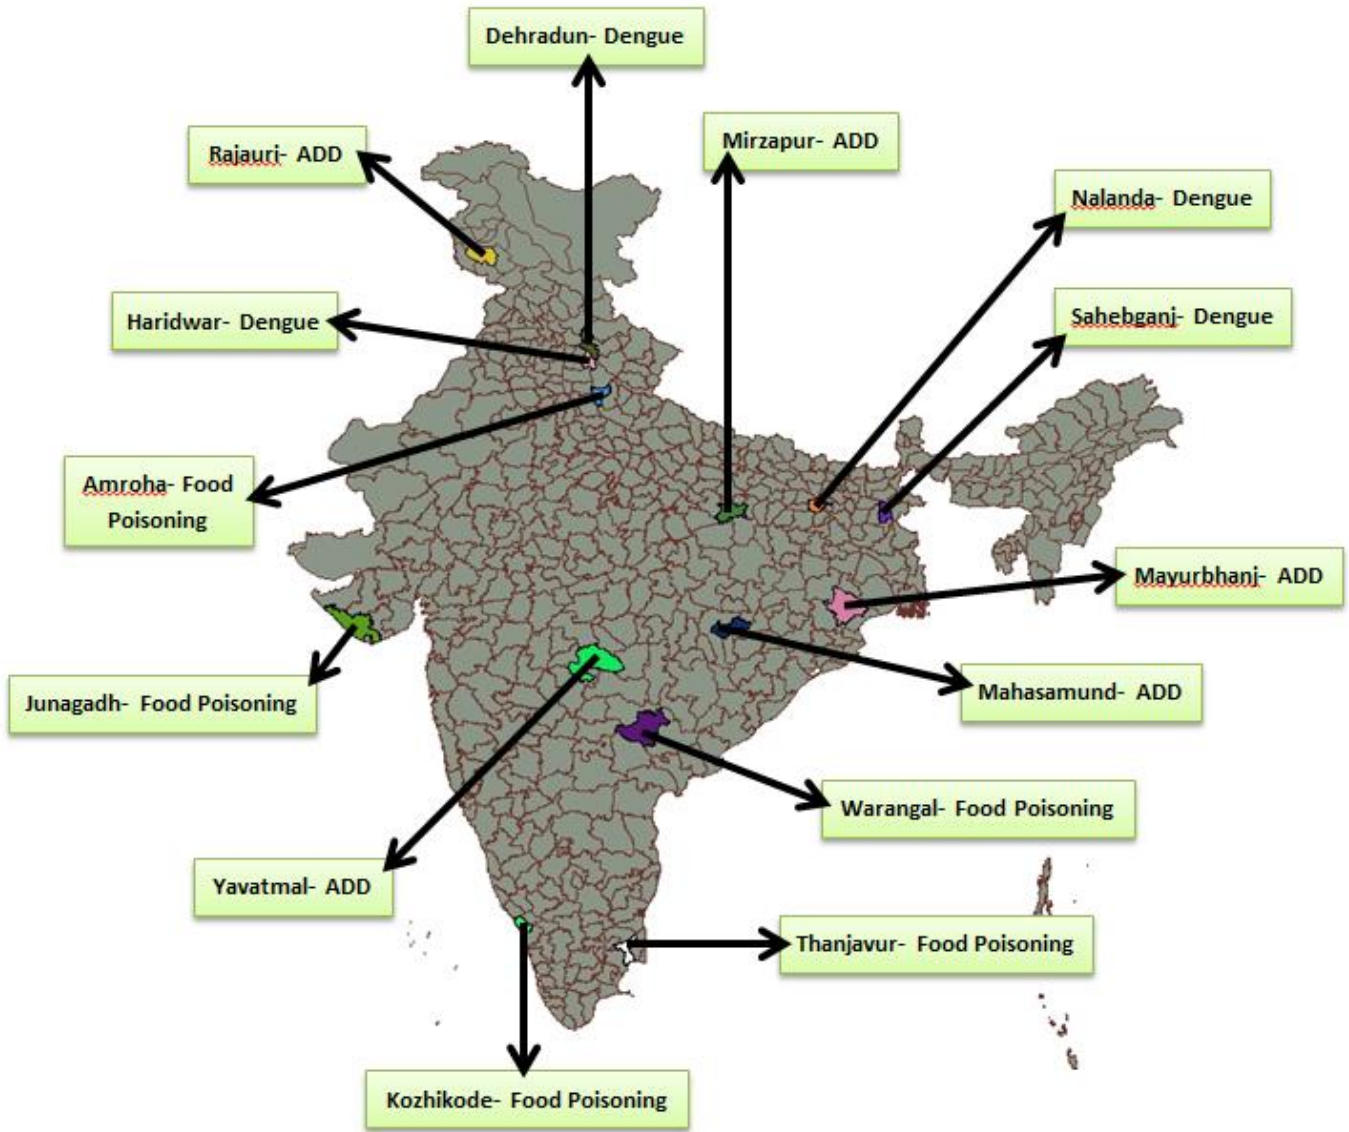 Dehradun- Dengue
Rajauri- ADD
Mirzapur- ADD
Nalanda- Dengue
Haridwar- Dengue
Sahebganj- Dengue
Amroha- Food
Poisoning
Mayurbhanj- ADD
Junagadh- Food Poisoning
Mahasamund- ADD
Warangal- Food Poisoning
Yavatmal- ADD
Thanjavur- Food Poisoning
Kozhikode- Food Poisoning